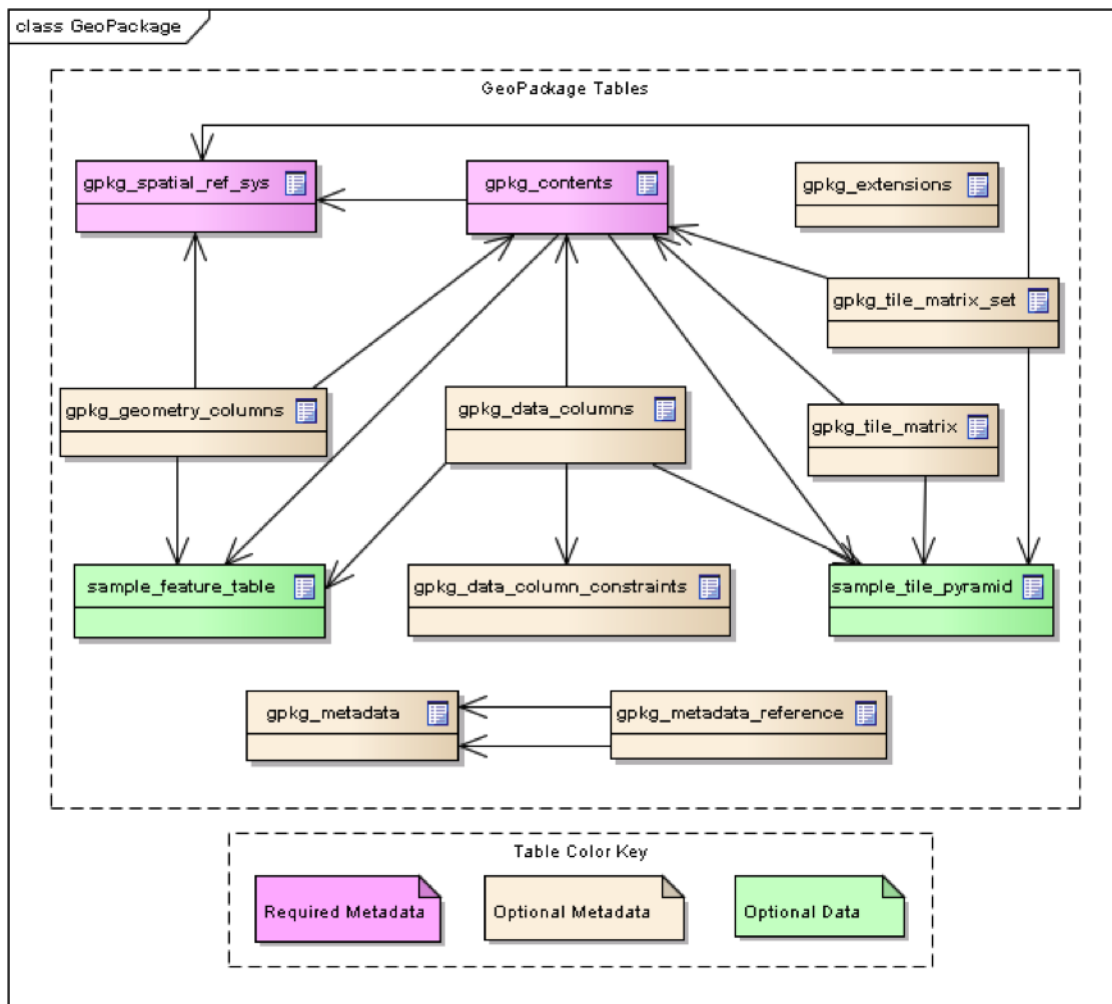 class GeoPackage
GeoPackage Tables
gpkg_spatial_ref_sys
gpkg_contents
gpkg_extensions
gpkg_tile_matrix_set
gpkg_geometry_columns
gpkg_data_columns
gpkg_tile_matrix
sample_feature_table
gpkg_data_column_constraints
sample_tile_pyramid
gpkg_metadata
gpkg_metadata_reference
Table Color Key
Required Metadata
Optional Metadata
Optional Data